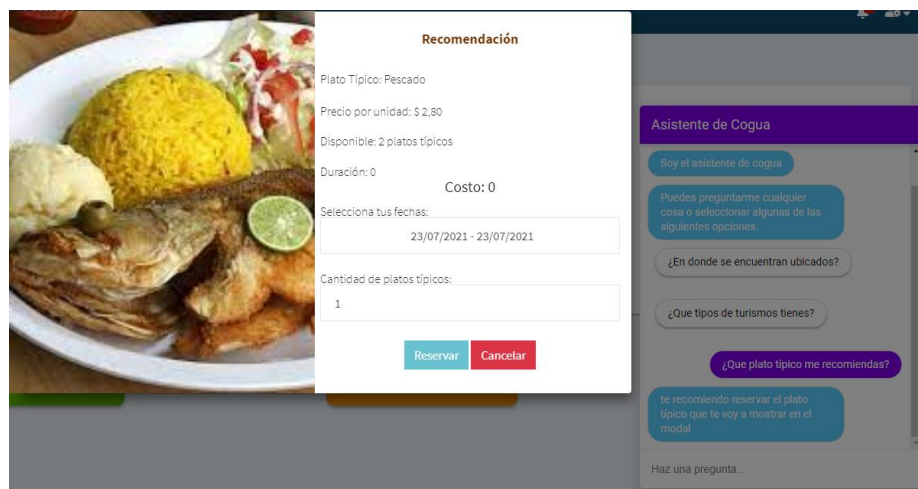 Recomendación
Plato Típico: Pescado
Precio por unidad: $ 2,80
Disponible: 2 platos típicos
Duración: 0
Costo: 0
Selecciona tus fechas:
23/07/2021 - 23/07/2021
Cantidad de platos típicos:
1
Reservar Cancelar
Asistente de Cogua
Soy el asistente de cogua
Puedes preguntarme cualquier
cosa o seleccionar algunas de las
siguientes opciones.
¿En donde se encuentran ubicados?
¿Que tipos de turismos tienes?
¿Que plato típico me recomiendas?
te recomiendo reservar el plato
típico que te voy a mostrar en el
modal
Haz una pregunta...